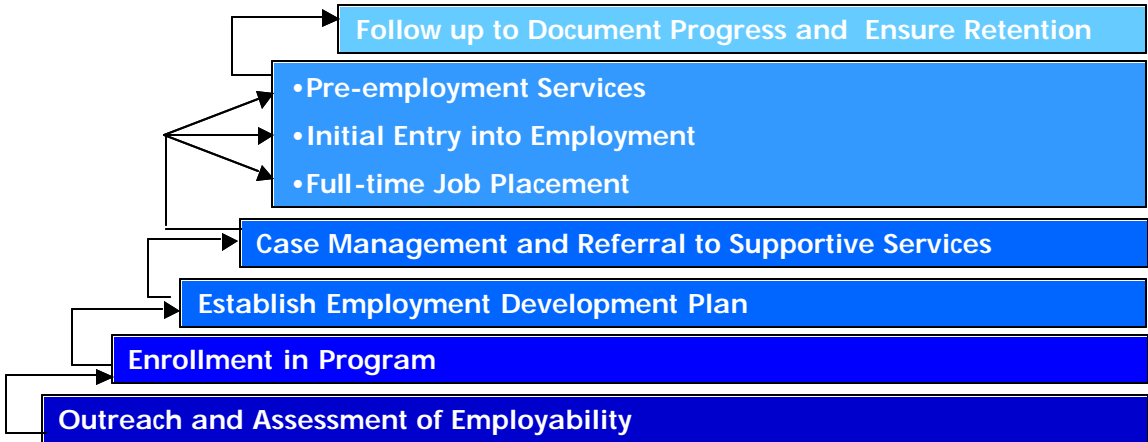 Follow up to Document Progress and Ensure Retention
•Pre-employment Services
•Initial Entry into Employment
•Full-time Job Placement
Case Management and Referral to Supportive Services
Establish Employment Development Plan
Enrollment in Program
Outreach and Assessment of Employability